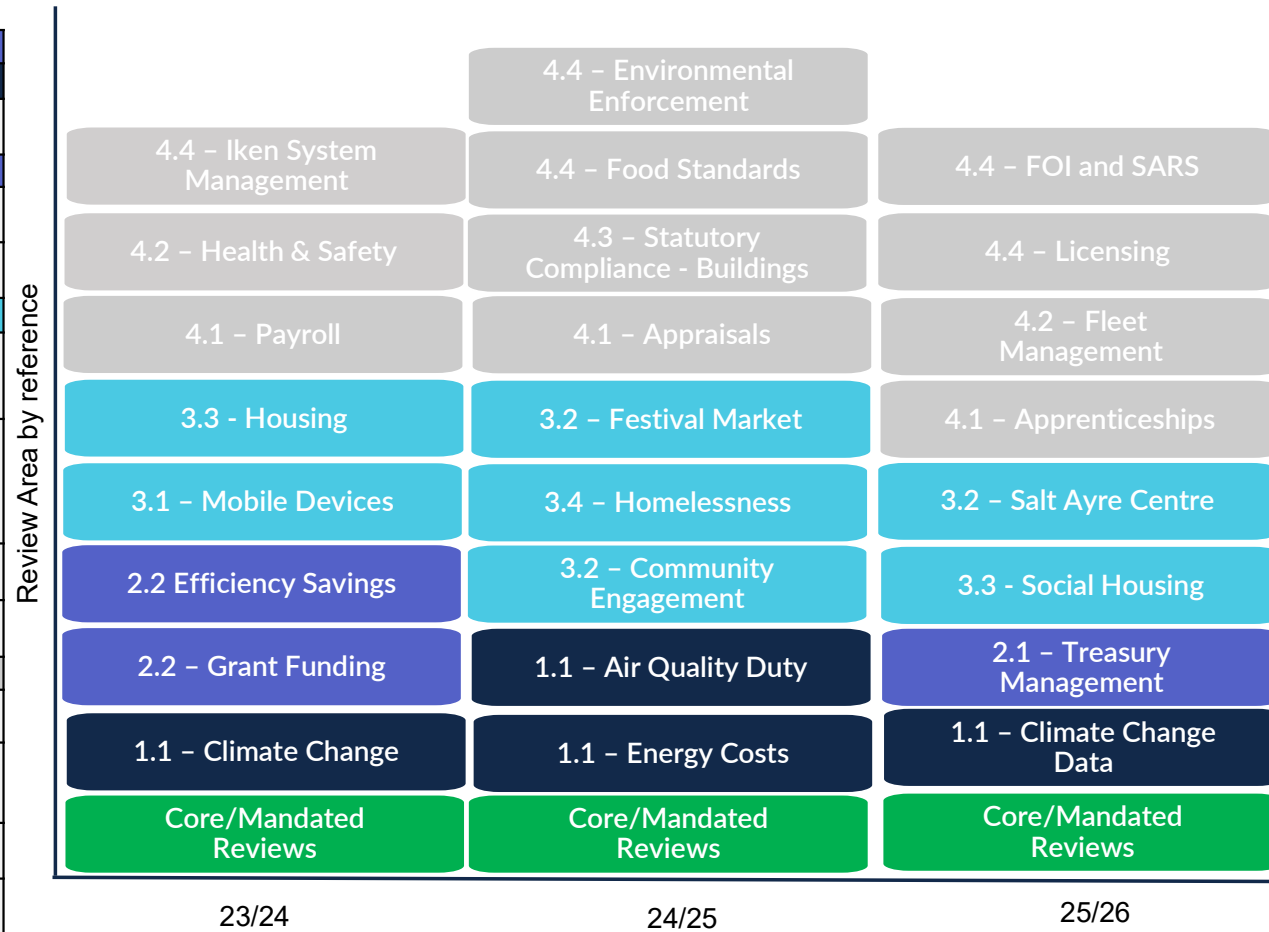 Review Area by reference
4.4 – Iken System
Management
4.2 – Health & Safety
4.1 – Payroll
3.3 - Housing
3.1 – Mobile Devices
2.2 Efficiency Savings
2.2 – Grant Funding
1.1 – Climate Change
Core/Mandated
Reviews
23/24
4.4 – Environmental
Enforcement
4.4 – Food Standards
4.3 – Statutory
Compliance - Buildings
4.1 – Appraisals
3.2 – Festival Market
3.4 – Homelessness
3.2 – Community
Engagement
1.1 – Air Quality Duty
1.1 – Energy Costs
Core/Mandated
Reviews
24/25
4.4 – FOI and SARS
4.4 – Licensing
4.2 – Fleet
Management
4.1 – Apprenticeships
3.2 – Salt Ayre Centre
3.3 - Social Housing
2.1 – Treasury
Management
1.1 – Climate Change
Data
Core/Mandated
Reviews
25/26